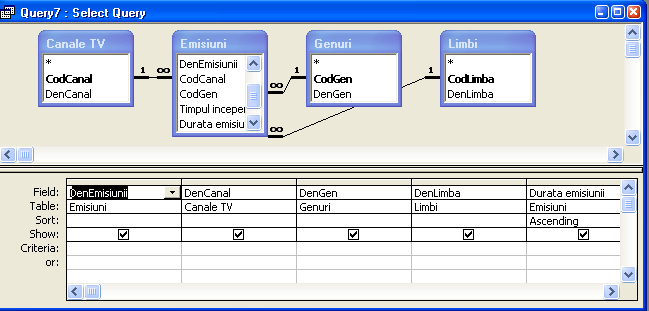 Query7 : Select Query
Canale TV
*
CodCanal
DenCanal
1
∞
Emisiuni
DenEmisiunii
CodCanal
CodGen
Timpul incepe
Durata emisiu
∞
∞
1
Genuri
*
CodGen
DenGen
1
Limbi
*
CodLimba
DenLimba
Field: DenEmisiunii DenCanal DenGen DenLimba Durata emisiunii
Table: Emisiuni Canale TV Genuri Limbi Emisiuni
Sort: Ascending
Show:
Criteria:
or: